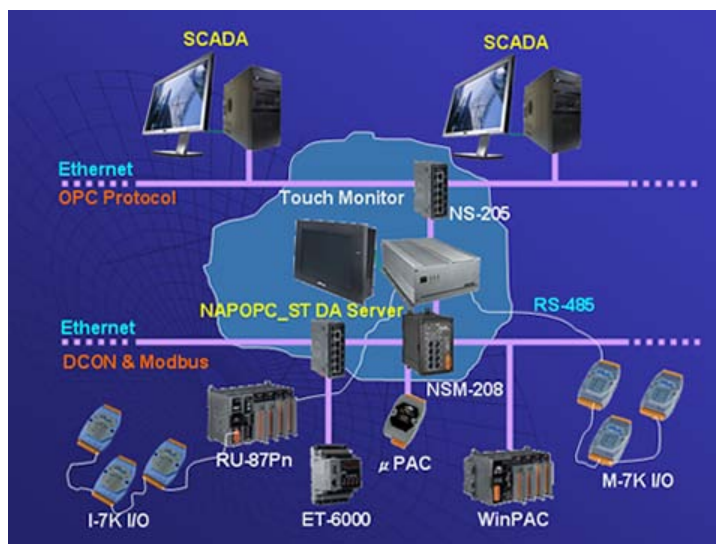 SCADA
SCADA
Ethernet
OPC Protocol
Touch Monitor
NS-205
NAPOPC_ST DA Server
RS-485
Ethernet
DCON & Modbus
NSM-208
RU-87Pn
μPAC
M-7K I/O
I-7K I/O
ET-6000
WinPAC